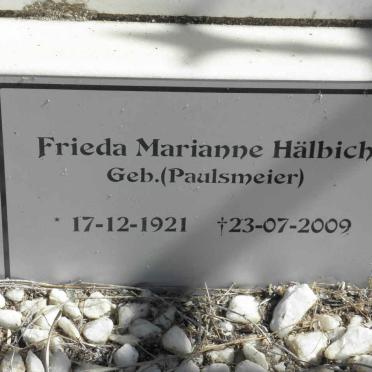 Frieda Marianne Hälbich
Geb.(Paulsmeier)
* 17-12-1921 †23-07-2009